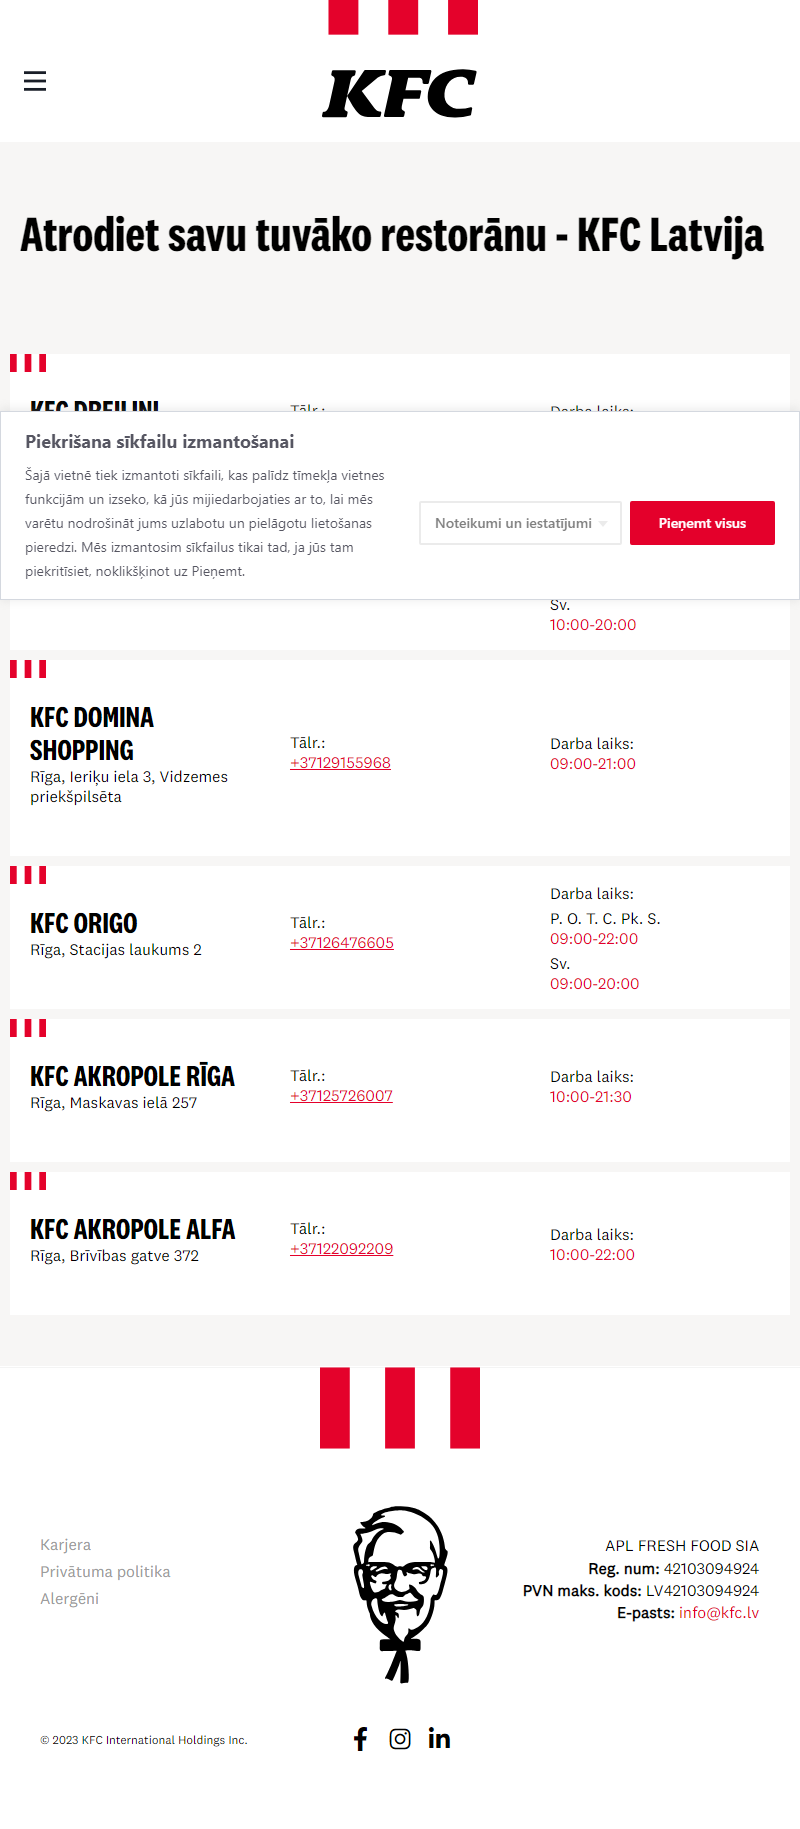 KFC
Atrodiet savu tuvāko restorānu - KFC Latvija
KFC DREILINI
Tālr.:
Darba laiks:
Piekrišana sīkfailu izmantošanai
Šajā vietnē tiek izmantoti sīkfaili, kas palīdz tīmekļa vietnes
funkcijām un izseko, kā jūs mijiedarbojaties ar to, lai mēs
varētu nodrošināt jums uzlabotu un pielāgotu lietošanas
pieredzi. Mēs izmantosim sīkfailus tikai tad, ja jūs tam
piekritīsiet, noklikšķinot uz Pieņemt.
Noteikumi un iestatījumi
Pieņemt visus
Sv.
10:00-20:00
KFC DOMINA
SHOPPING
Rīga, Ieriķu iela 3, Vidzemes
priekšpilsēta
Tālr.:
+37129155968
Darba laiks:
09:00-21:00
KFC ORIGO
Rīga, Stacijas laukums 2
Tālr.:
+37126476605
Darba laiks:
P. O. T. C. Pk. S.
09:00-22:00
Sv.
09:00-20:00
KFC AKROPOLE RĪGA
Rīga, Maskavas ielā 257
Tālr.:
+37125726007
Darba laiks:
10:00-21:30
KFC AKROPOLE ALFA
Rīga, Brīvības gatve 372
Tālr.:
+37122092209
Darba laiks:
10:00-22:00
Karjera
Privātuma politika
Alergēni
APL FRESH FOOD SIA
Reg. num: 42103094924
PVN maks. kods: LV42103094924
E-pasts: info@kfc.lv
© 2023 KFC International Holdings Inc.